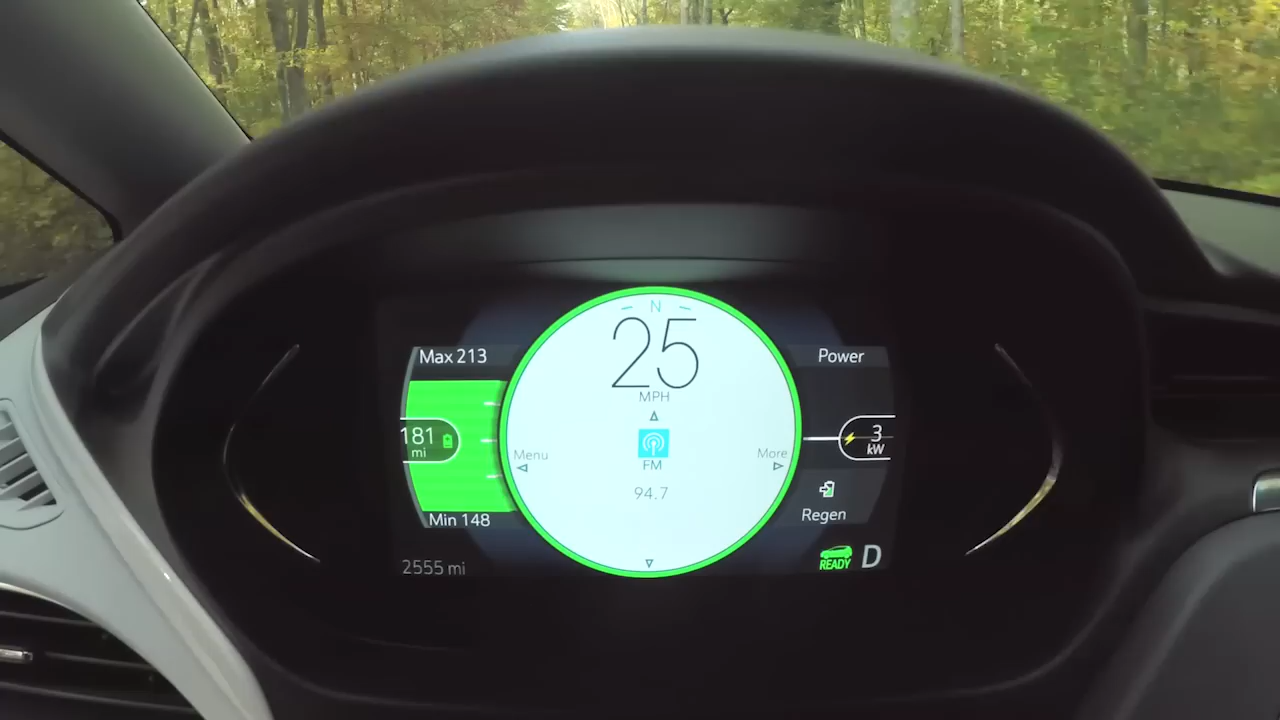 N
25
MPH
Max 213
Power
181
mi
Menu
FM
More
3
kW
94.7
Min 148
Regen
2555 mi
READY
D